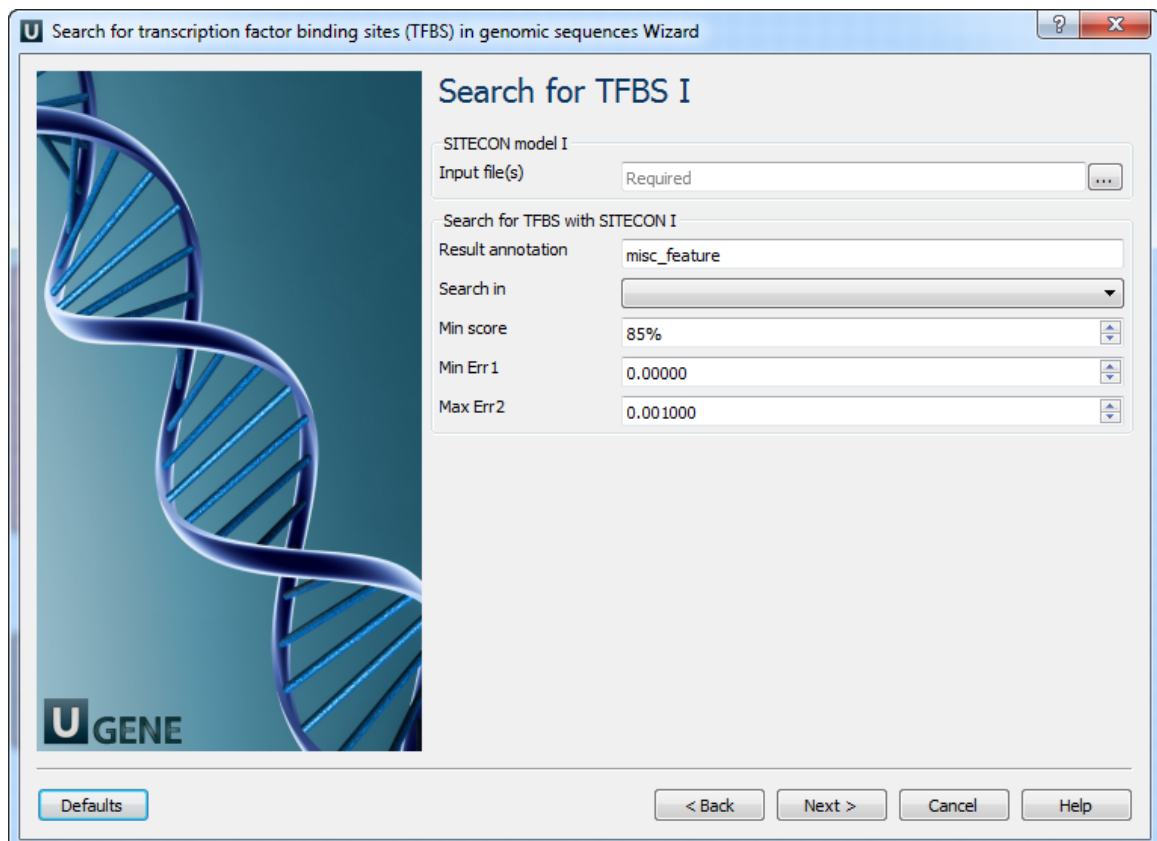 U Search for transcription factor binding sites (TFBS) in genomic sequences Wizard
Search for TFBS I
SITECON model I
Input file(s) Required ...
Search for TFBS with SITECON I
Result annotation misc_feature
Search in
Min score 85%
Min Err1 0.00000
Max Err2 0.001000
U GENE
Defaults < Back Next > Cancel Help